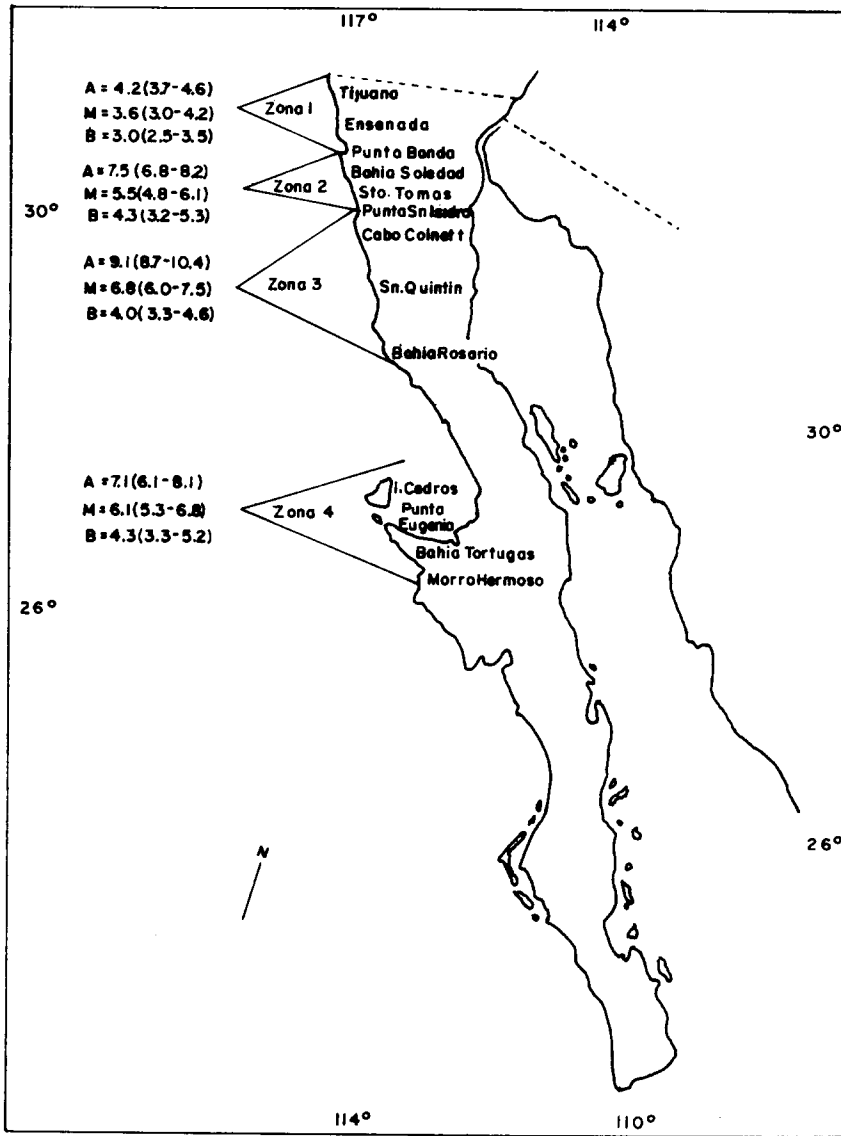 117° 114°
A = 4.2(3.7-4.6)
M = 3.6(3.0-4.2)
B = 3.0(2.5-3.5)
Zona 1
Tijuana
Ensenada
Punta Banda
A = 7.5 (6.8-8.2)
M = 5.5(4.8-6.1)
B = 4.3(3.2-5.3)
Zona 2
Bahia Soledad
Sto. Tomas
Punta Sn Isidro
30°
Cabo Colnett
A = 9.1(8.7-10.4)
M = 6.8(6.0-7.5)
B = 4.0(3.3-4.6)
Zona 3
Sn. Quintin
Bahia Rosario
30°
A = 7.1(6.1-8.1)
M = 6.1(5.3-6.8)
B = 4.3(3.3-5.2)
Zona 4
I. Cedros
Punta
Eugenia
Bahia Tortugas
Morro Hermoso
26°
26°
N
114° 110°